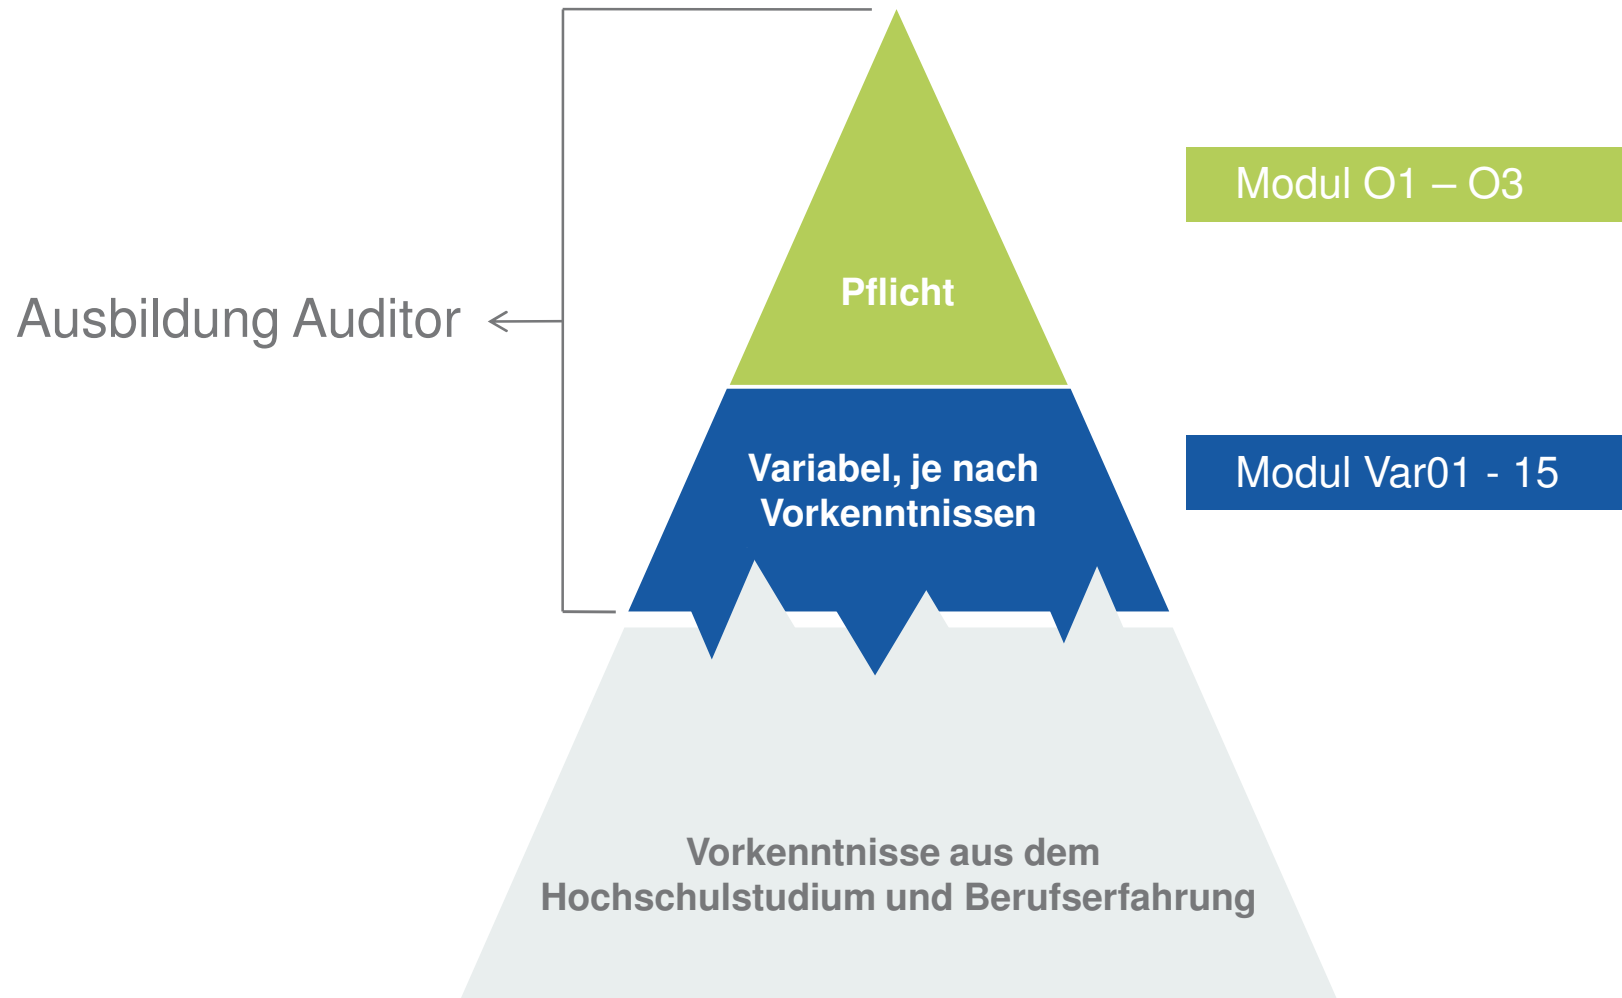 Modul O1 – O3
Pflicht
Ausbildung Auditor
Variabel, je nach
Vorkenntnissen
Modul Var01 - 15
Vorkenntnisse aus dem
Hochschulstudium und Berufserfahrung